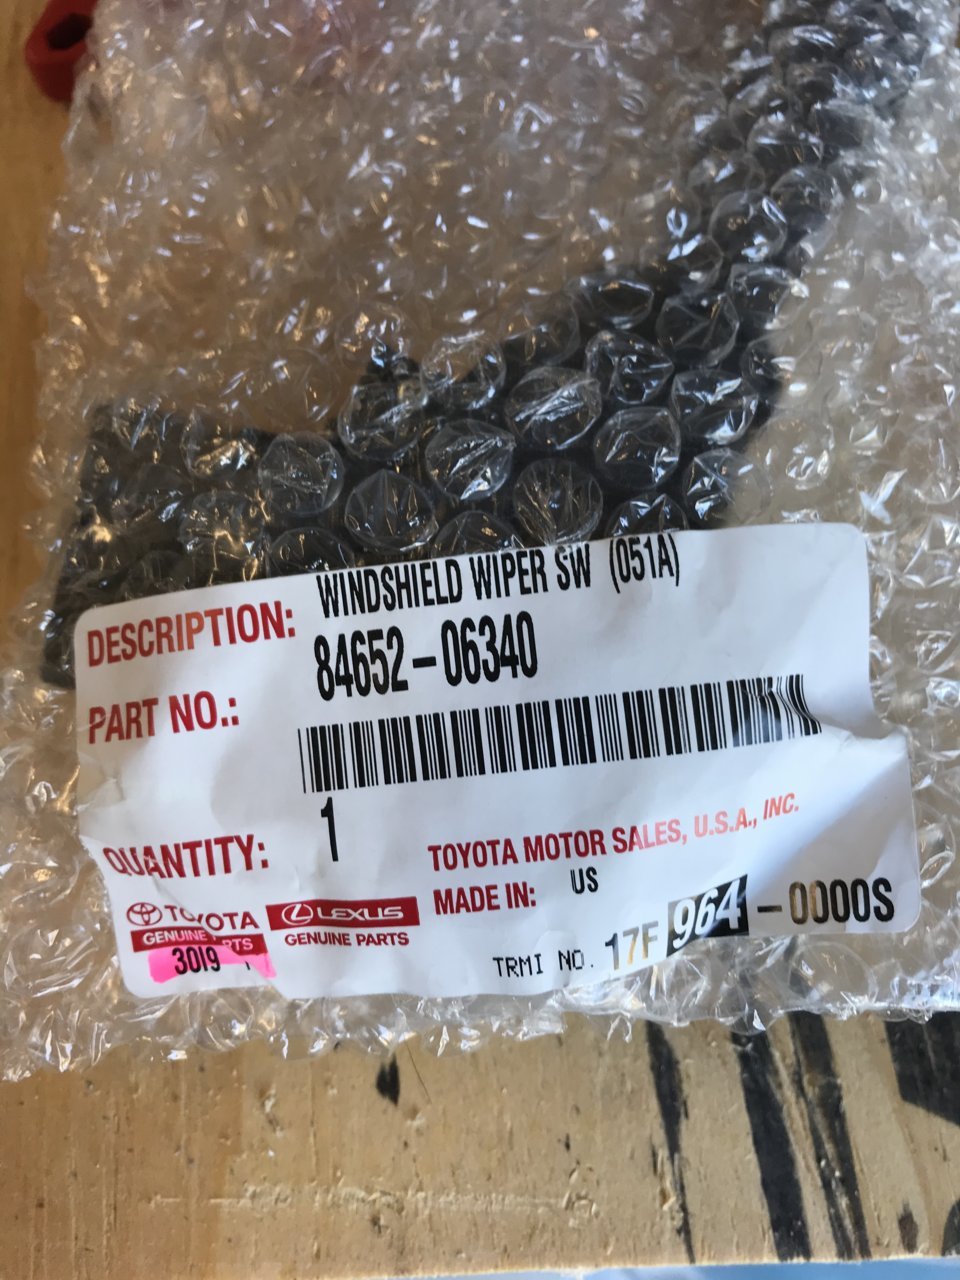 DESCRIPTION: WINDSHIELD WIPER SW (051A)
PART NO.: 84652-06340
QUANTITY: 1
TOYOTA MOTOR SALES, U.S.A., INC.
MADE IN: US
TOYOTA
GENUINE PARTS
LEXUS
GENUINE PARTS
3019
TRMI NO. 17F 964-0000S